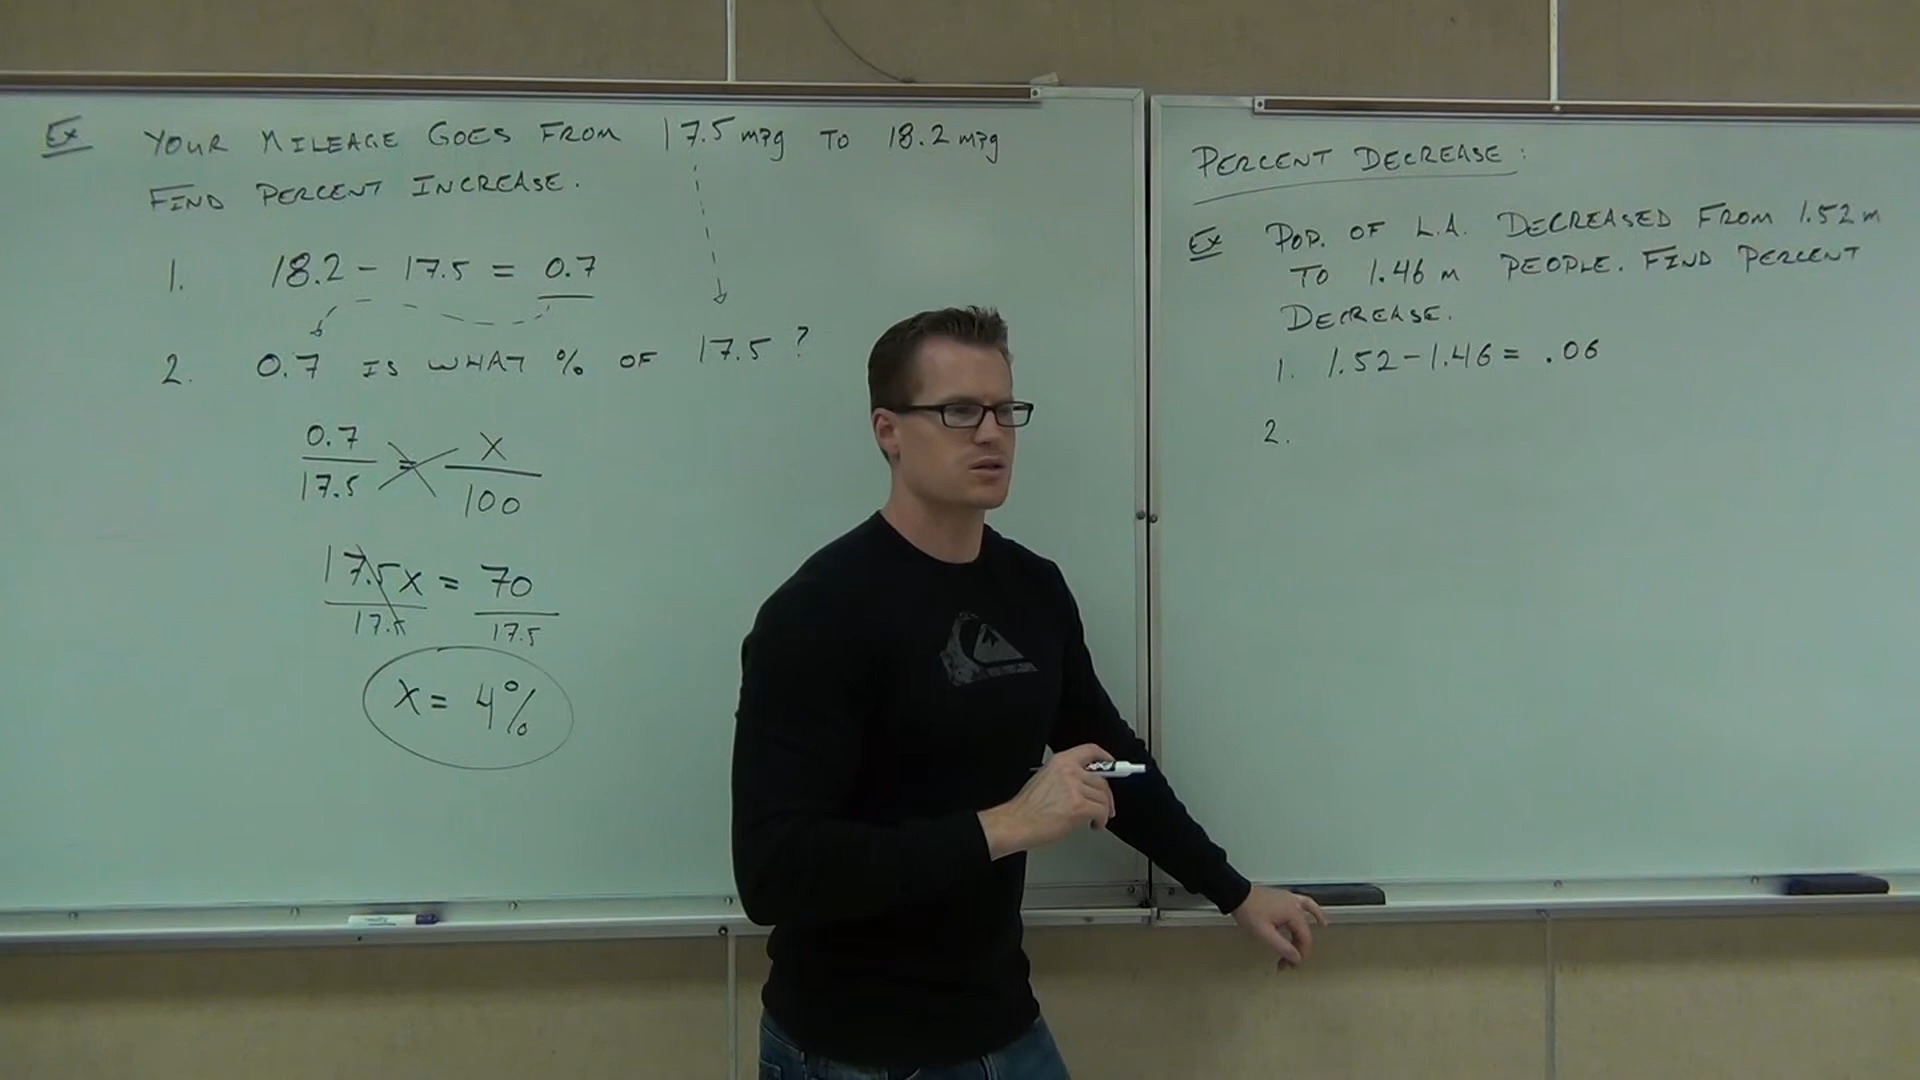 Ex YOUR MILEAGE GOES FROM 17.5 mpg TO 18.2 mpg
FIND PERCENT INCREASE.
1. 18.2 - 17.5 = 0.7
2. 0.7 IS WHAT % OF 17.5 ?
0.7 = X
17.5 100
17.5X = 70
17.5 17.5
X = 4%
PERCENT DECREASE:
Ex POP. OF L.A. DECREASED FROM 1.52 M
TO 1.46 M PEOPLE. FIND PERCENT
DECREASE.
1. 1.52 - 1.46 = .06
2.